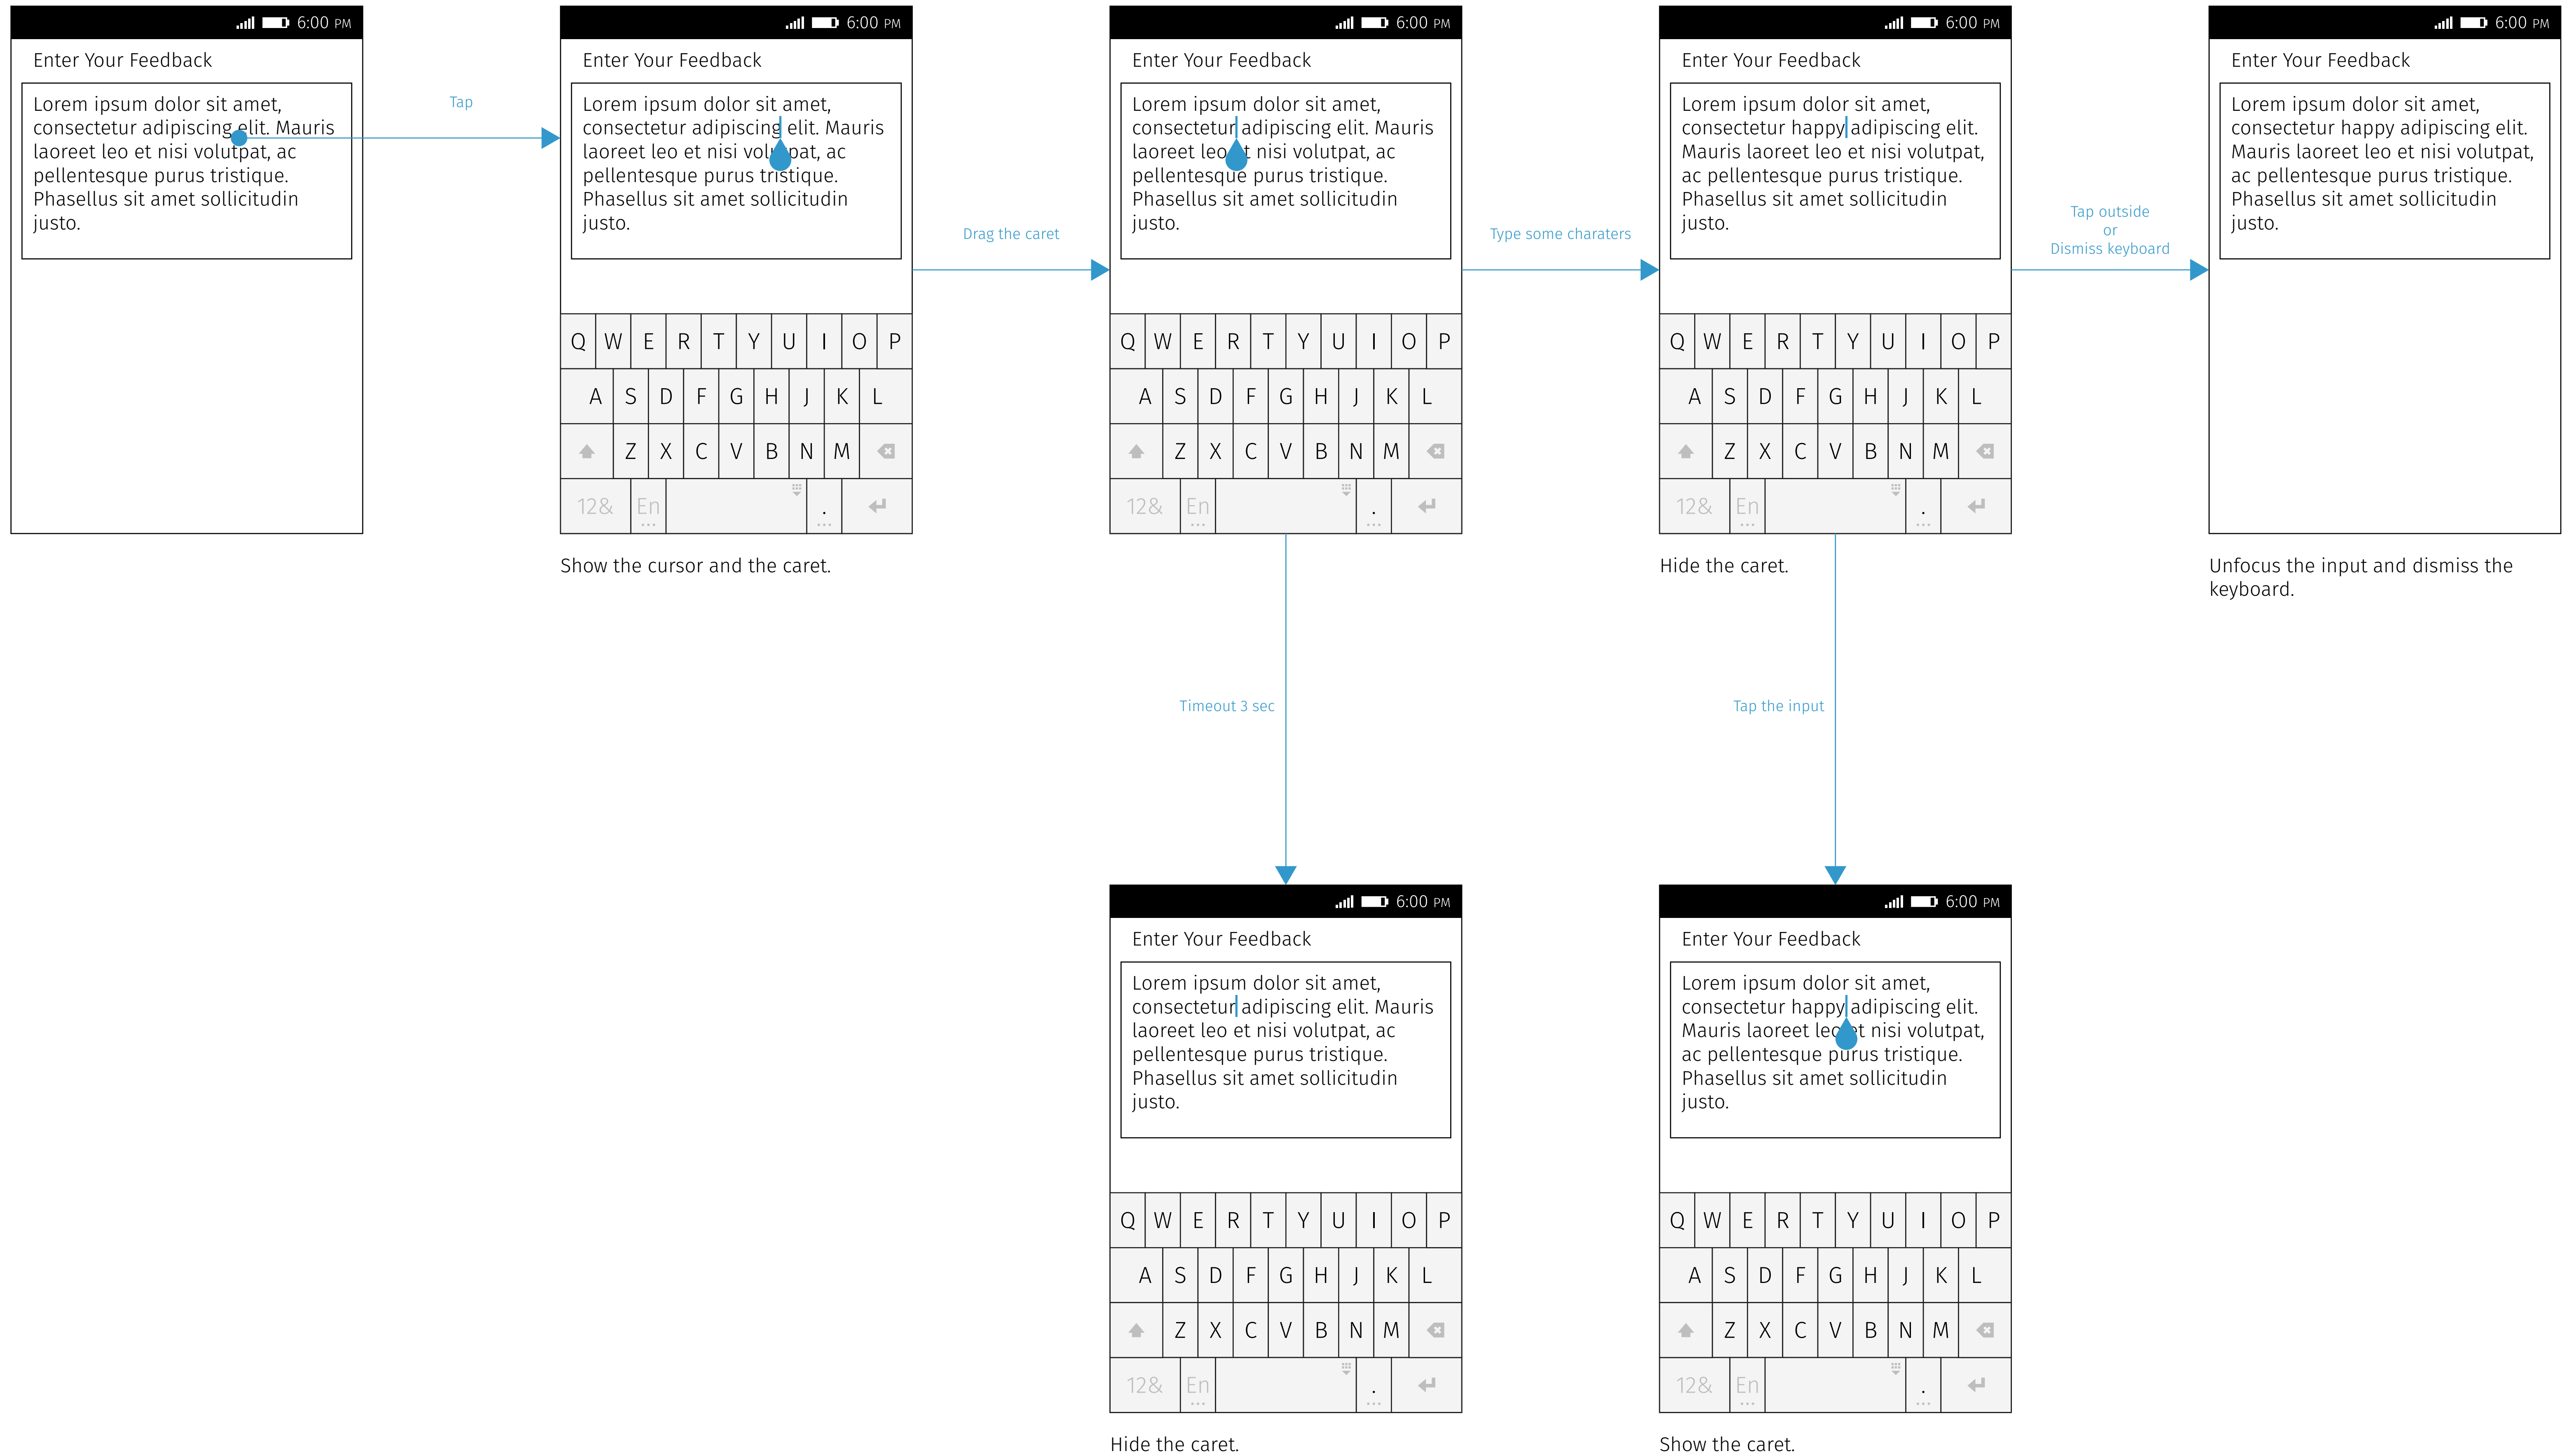 6:00 PM
Enter Your Feedback
Lorem ipsum dolor sit amet,
consectetur adipiscing elit. Mauris
laoreet leo et nisi volutpat, ac
pellentesque purus tristique.
Phasellus sit amet sollicitudin
justo.
Tap
6:00 PM
Enter Your Feedback
Lorem ipsum dolor sit amet,
consectetur adipiscing elit. Mauris
laoreet leo et nisi volutpat, ac
pellentesque purus tristique.
Phasellus sit amet sollicitudin
justo.
Q W E R T Y U I O P
A S D F G H J K L
Z X C V B N M
12& En ... . ...
Show the cursor and the caret.
Drag the caret
6:00 PM
Enter Your Feedback
Lorem ipsum dolor sit amet,
consectetur adipiscing elit. Mauris
laoreet leo et nisi volutpat, ac
pellentesque purus tristique.
Phasellus sit amet sollicitudin
justo.
Q W E R T Y U I O P
A S D F G H J K L
Z X C V B N M
12& En ... . ...
Type some charaters
6:00 PM
Enter Your Feedback
Lorem ipsum dolor sit amet,
consectetur happy adipiscing elit.
Mauris laoreet leo et nisi volutpat,
ac pellentesque purus tristique.
Phasellus sit amet sollicitudin
justo.
Q W E R T Y U I O P
A S D F G H J K L
Z X C V B N M
12& En ... . ...
Hide the caret.
Tap outside
or
Dismiss keyboard
6:00 PM
Enter Your Feedback
Lorem ipsum dolor sit amet,
consectetur happy adipiscing elit.
Mauris laoreet leo et nisi volutpat,
ac pellentesque purus tristique.
Phasellus sit amet sollicitudin
justo.
Unfocus the input and dismiss the
keyboard.
Timeout 3 sec
6:00 PM
Enter Your Feedback
Lorem ipsum dolor sit amet,
consectetur adipiscing elit. Mauris
laoreet leo et nisi volutpat, ac
pellentesque purus tristique.
Phasellus sit amet sollicitudin
justo.
Q W E R T Y U I O P
A S D F G H J K L
Z X C V B N M
12& En ... . ...
Hide the caret.
Tap the input
6:00 PM
Enter Your Feedback
Lorem ipsum dolor sit amet,
consectetur happy adipiscing elit.
Mauris laoreet leo et nisi volutpat,
ac pellentesque purus tristique.
Phasellus sit amet sollicitudin
justo.
Q W E R T Y U I O P
A S D F G H J K L
Z X C V B N M
12& En ... . ...
Show the caret.